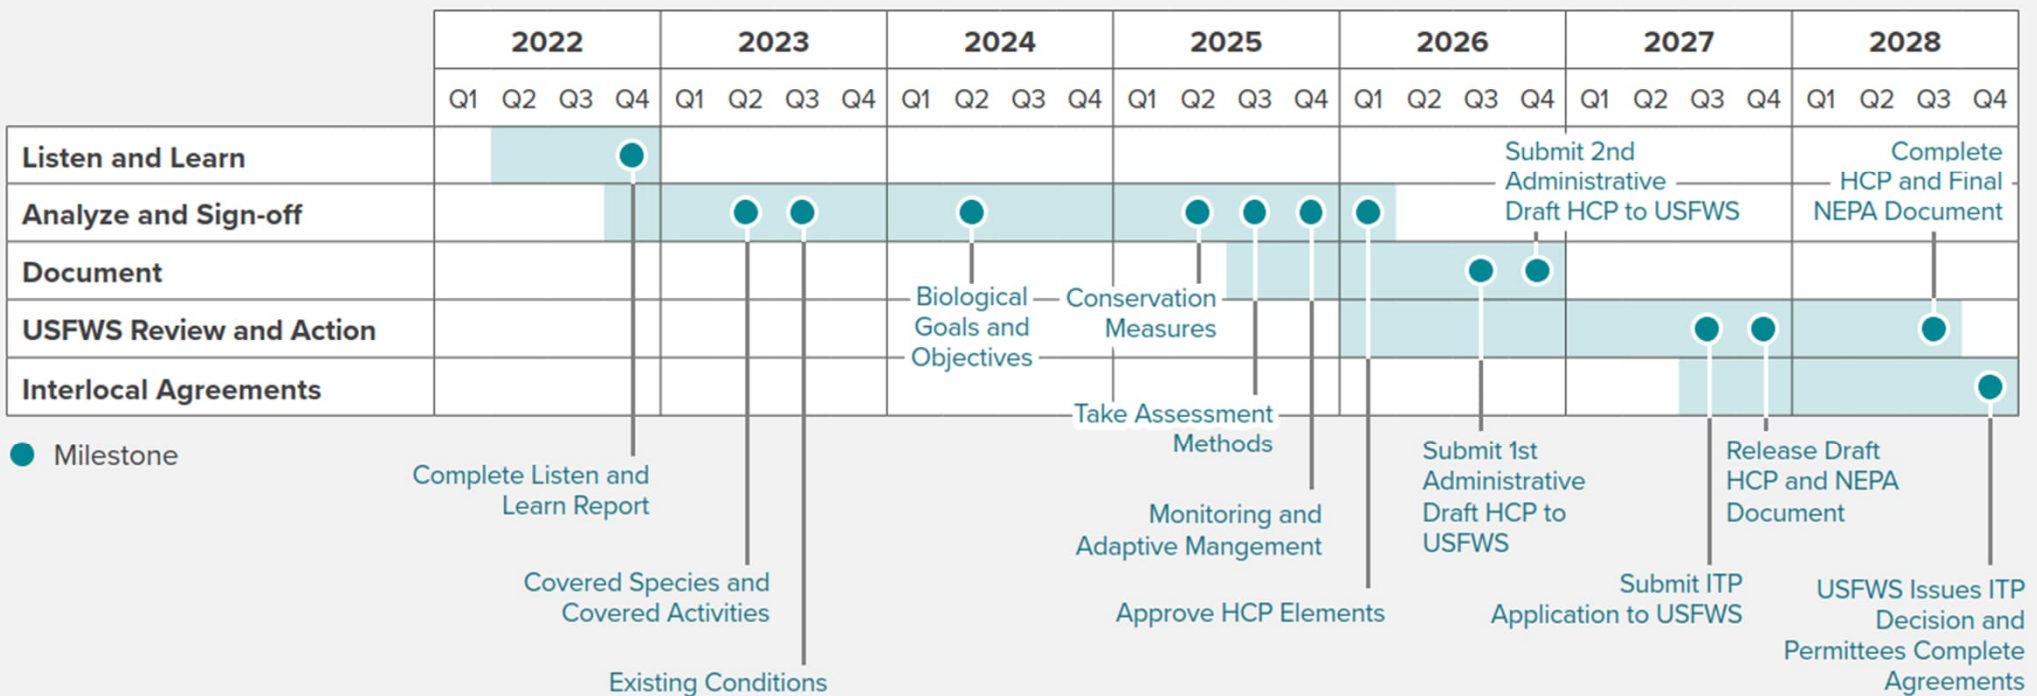 2022 2023 2024 2025 2026 2027 2028
Q1 Q2 Q3 Q4 Q1 Q2 Q3 Q4 Q1 Q2 Q3 Q4 Q1 Q2 Q3 Q4 Q1 Q2 Q3 Q4 Q1 Q2 Q3 Q4 Q1 Q2 Q3 Q4
Listen and Learn
Analyze and Sign-off
Document
USFWS Review and Action
Interlocal Agreements
Milestone
Submit 2nd
Administrative
Draft HCP to USFWS
Complete
HCP and Final
NEPA Document
Biological
Goals and
Objectives
Conservation
Measures
Take Assessment
Methods
Complete Listen and
Learn Report
Monitoring and
Adaptive Mangement
Submit 1st
Administrative
Draft HCP to
USFWS
Release Draft
HCP and NEPA
Document
Covered Species and
Covered Activities
Approve HCP Elements
Submit ITP
Application to USFWS
USFWS Issues ITP
Decision and
Permittees Complete
Agreements
Existing Conditions